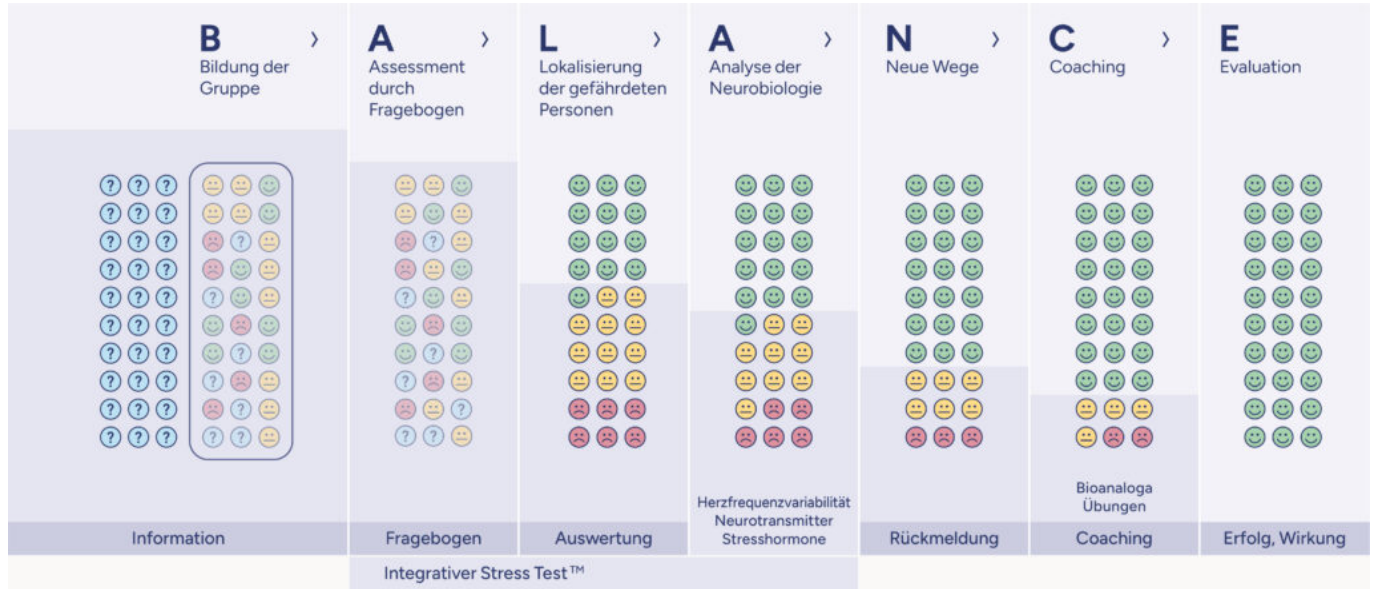 B ›
Bildung der
Gruppe
A ›
Assessment
durch
Fragebogen
L ›
Lokalisierung
der gefährdeten
Personen
A ›
Analyse der
Neurobiologie
N ›
Neue Wege
C ›
Coaching
E
Evaluation
? ? ?
? ? ?
? ? ?
?
? ? ?
? ? ?
?
? ? ?
? ? ?
?
? ? ?
?
? ? ?
?
? ? ?
? ?
?
?
?
?
?
? ?
Herzfrequenzvariabilität
Neurotransmitter
Stresshormone
Bioanaloga
Übungen
Information
Fragebogen
Auswertung
Rückmeldung
Coaching
Erfolg, Wirkung
Integrativer Stress Test™